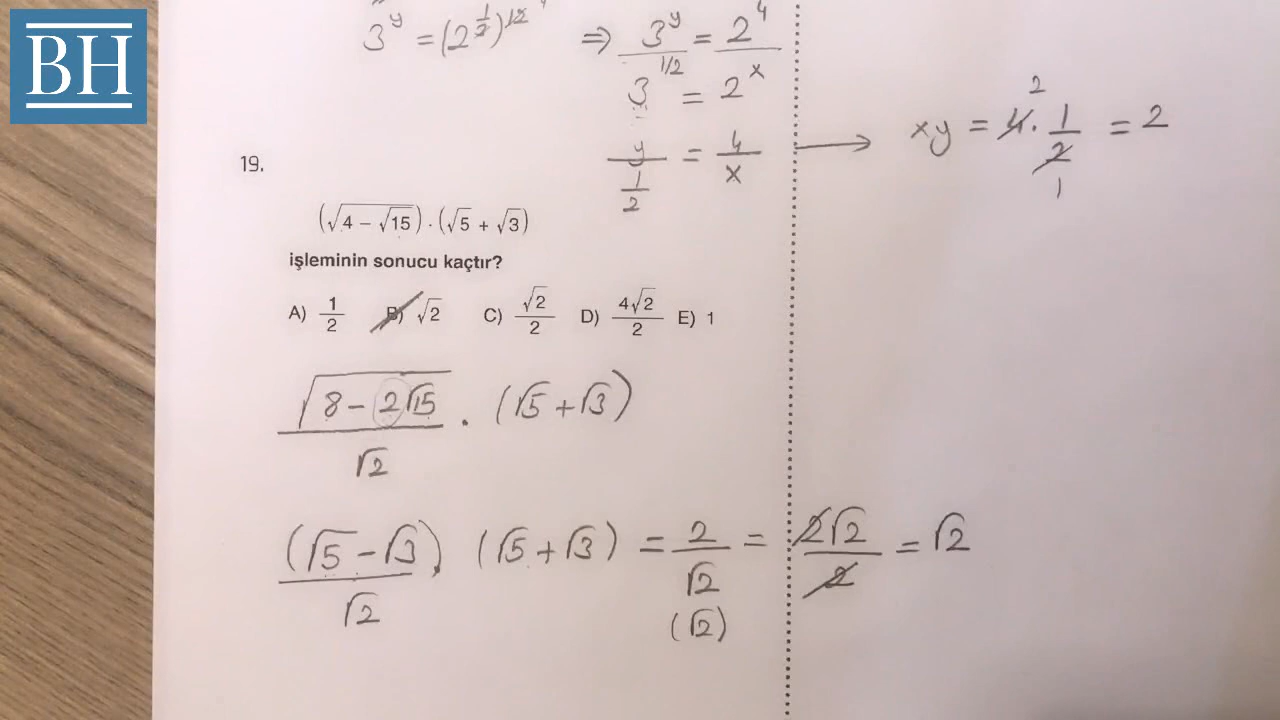 BH
3^y = (2^{1/2})^{12} ⇒ 3^y = 2^4
3^{1/2} = 2^x
y / (1/2) = 4/x → xy = 4 · 1/2 = 2
2
1
19.
(√(4 − √15)) · (√5 + √3)
işleminin sonucu kaçtır?
A) 1/2 B) √2 C) √2/2 D) 4√2/2 E) 1
√(8 − 2√15) / √2 · (√5 + √3)
(√5 − √3) / √2 · (√5 + √3) = 2/√2 = 2√2/2 = √2
(√2)